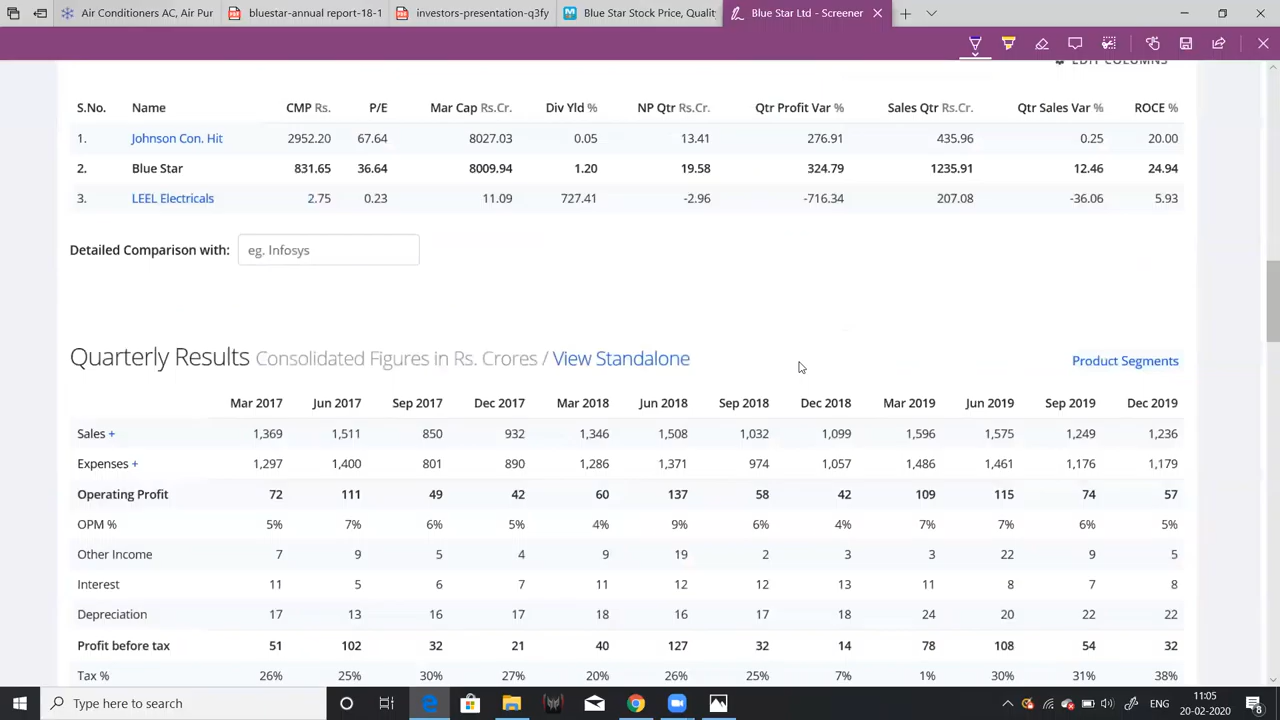 Air Conditioners AC, Air Pur
bluestar-annual report-18-1
investors-presentation-q3fy
Blue Star Stock Price, Qualit
Blue Star Ltd - Screener
EDIT COLUMNS
S.No. Name CMP Rs. P/E Mar Cap Rs.Cr. Div Yld % NP Qtr Rs.Cr. Qtr Profit Var % Sales Qtr Rs.Cr. Qtr Sales Var % ROCE %
1. Johnson Con. Hit 2952.20 67.64 8027.03 0.05 13.41 276.91 435.96 0.25 20.00
2. Blue Star 831.65 36.64 8009.94 1.20 19.58 324.79 1235.91 12.46 24.94
3. LEEL Electricals 2.75 0.23 11.09 727.41 -2.96 -716.34 207.08 -36.06 5.93
Detailed Comparison with: eg. Infosys
Quarterly Results Consolidated Figures in Rs. Crores / View Standalone
Product Segments
Mar 2017 Jun 2017 Sep 2017 Dec 2017 Mar 2018 Jun 2018 Sep 2018 Dec 2018 Mar 2019 Jun 2019 Sep 2019 Dec 2019
Sales + 1,369 1,511 850 932 1,346 1,508 1,032 1,099 1,596 1,575 1,249 1,236
Expenses + 1,297 1,400 801 890 1,286 1,371 974 1,057 1,486 1,461 1,176 1,179
Operating Profit 72 111 49 42 60 137 58 42 109 115 74 57
OPM % 5% 7% 6% 5% 4% 9% 6% 4% 7% 7% 6% 5%
Other Income 7 9 5 4 9 19 2 3 3 22 9 5
Interest 11 5 6 7 11 12 12 13 11 8 7 8
Depreciation 17 13 16 17 18 16 17 18 24 20 22 22
Profit before tax 51 102 32 21 40 127 32 14 78 108 54 32
Tax % 26% 25% 30% 27% 20% 26% 25% 7% 1% 30% 31% 38%
Type here to search
ENG
11:05
20-02-2020
8